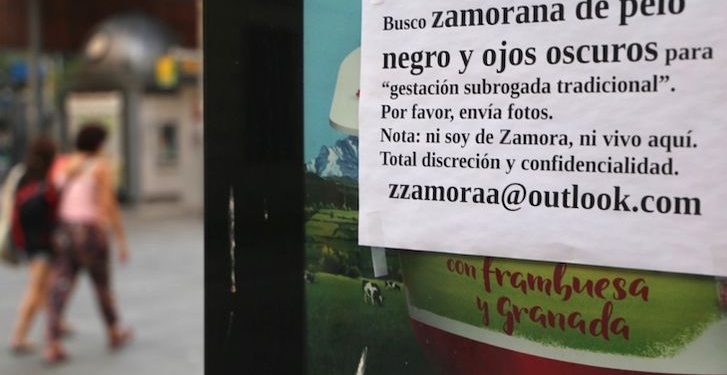 Busco zamorana de pelo
negro y ojos oscuros para
“gestación subrogada tradicional”.
Por favor, envía fotos.
Nota: ni soy de Zamora, ni vivo aquí.
Total discreción y confidencialidad.
zzamoraa@outlook.com
con frambuesa
y granada